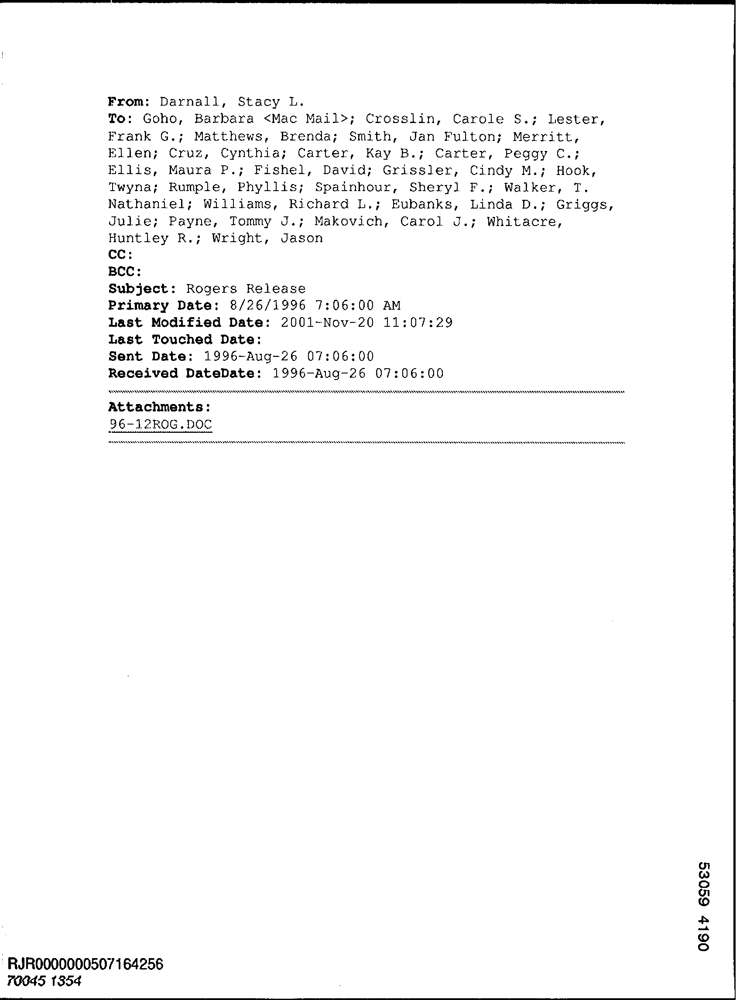 From: Darnall, Stacy L.
To: Goho, Barbara <Mac Mail>; Crosslin, Carole S.; Lester,
Frank G.; Matthews, Brenda; Smith, Jan Fulton; Merritt,
Ellen; Cruz, Cynthia; Carter, Kay B.; Carter, Peggy C.;
Ellis, Maura P.; Fishel, David; Grissler, Cindy M.; Hook,
Twyna; Rumple, Phyllis; Spainhour, Sheryl F.; Walker, T.
Nathaniel; Williams, Richard L.; Eubanks, Linda D.; Griggs,
Julie; Payne, Tommy J.; Makovich, Carol J.; Whitacre,
Huntley R.; Wright, Jason
CC:
BCC:
Subject: Rogers Release
Primary Date: 8/26/1996 7:06:00 AM
Last Modified Date: 2001-Nov-20 11:07:29
Last Touched Date:
Sent Date: 1996-Aug-26 07:06:00
Received DateDate: 1996-Aug-26 07:06:00
Attachments:
96-12ROG.DOC
53059 4190
RJR0000000507164256
70045 1354